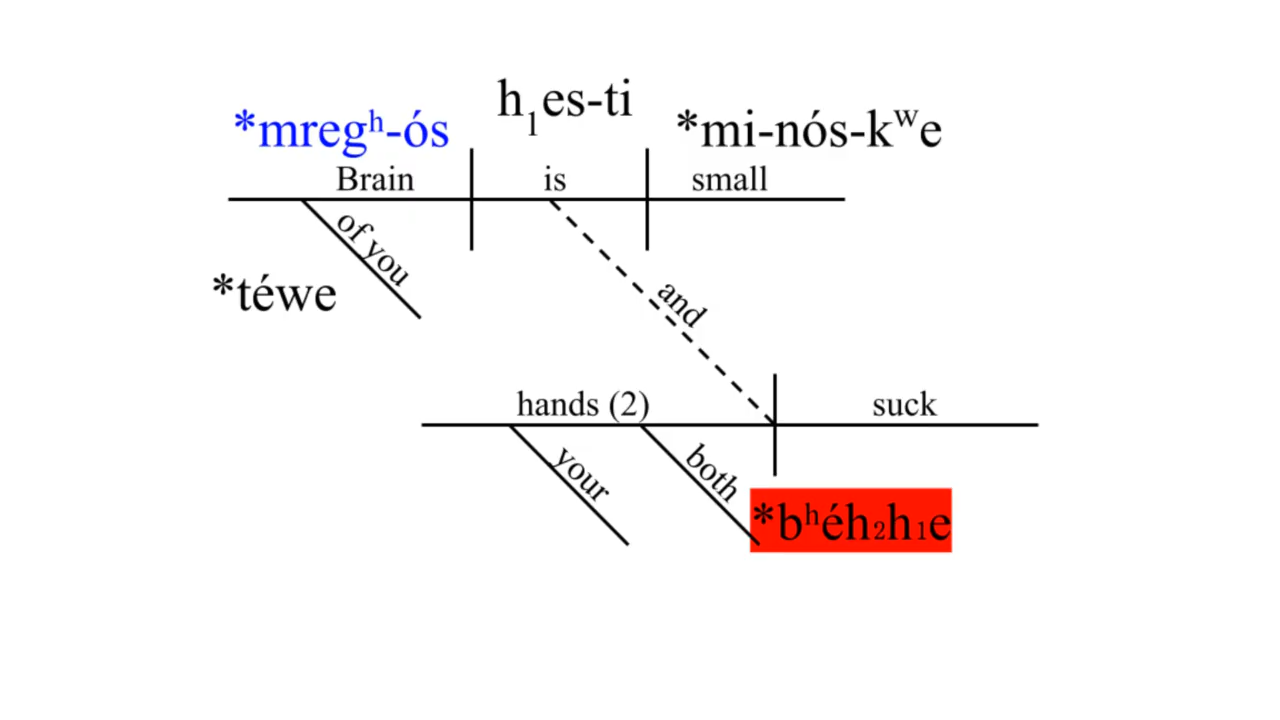 *mregʰ-ós
h₁es-ti
*mi-nós-kʷe
Brain
is
small
of you
*téwe
and
hands (2)
suck
your
both
*bʰéh₂h₁e